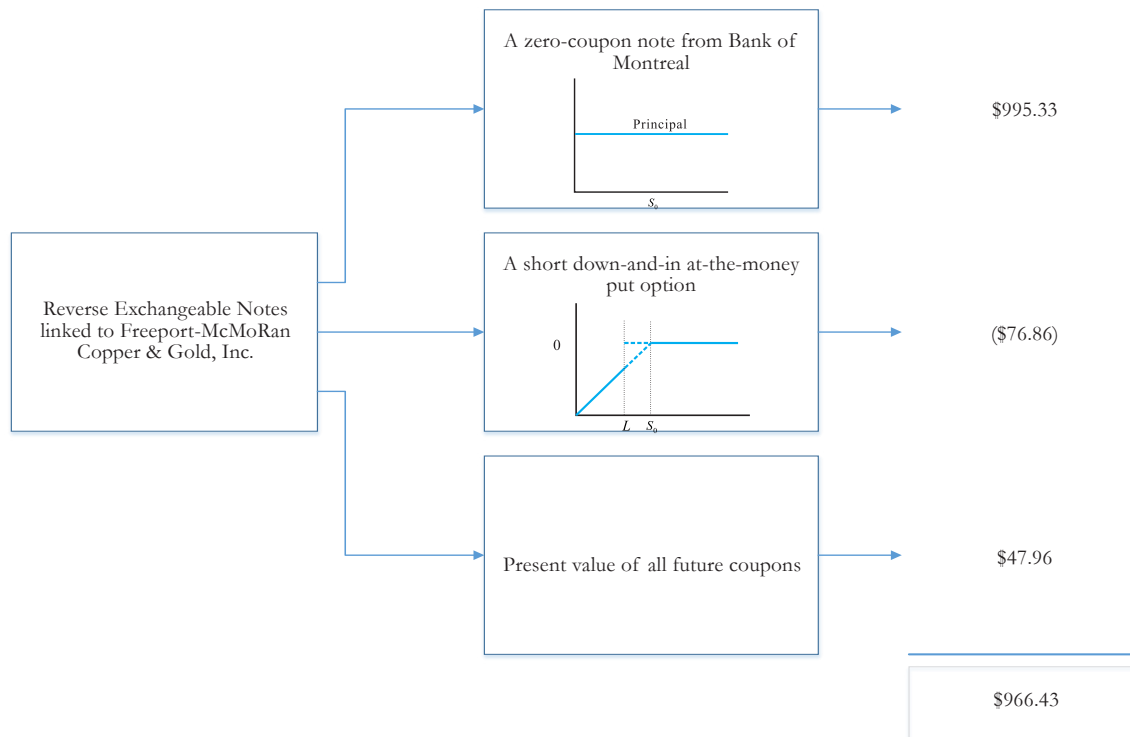 A zero-coupon note from Bank of
Montreal
Principal
S₀
$995.33
Reverse Exchangeable Notes
linked to Freeport-McMoRan
Copper & Gold, Inc.
A short down-and-in at-the-money
put option
0
L S₀
($76.86)
Present value of all future coupons
$47.96
$966.43